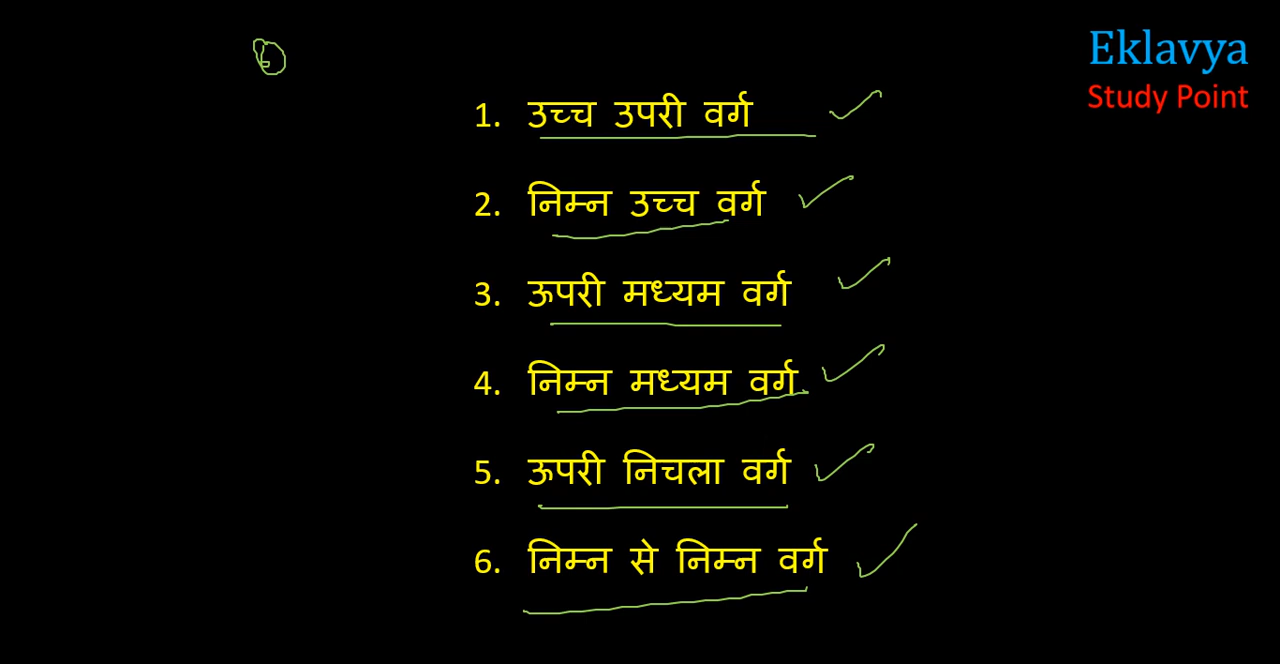 Eklavya
Study Point
1. उच्च उपरी वर्ग
2. निम्न उच्च वर्ग
3. ऊपरी मध्यम वर्ग
4. निम्न मध्यम वर्ग
5. ऊपरी निचला वर्ग
6. निम्न से निम्न वर्ग